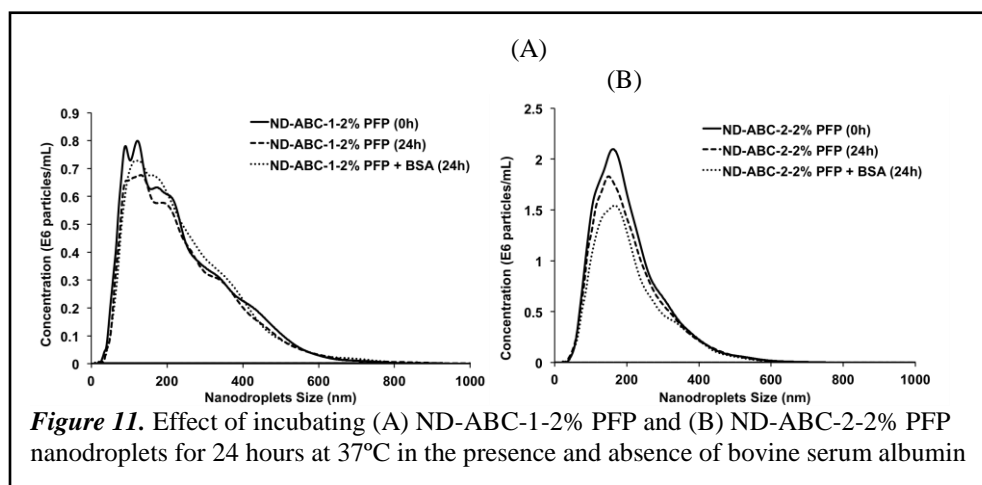 (A)
(B)
0.9
0.8
0.7
0.6
0.5
0.4
0.3
0.2
0.1
0
Concentration (E6 particles/mL)
ND-ABC-1-2% PFP (0h)
ND-ABC-1-2% PFP (24h)
ND-ABC-1-2% PFP + BSA (24h)
0 200 400 600 800 1000
Nanodroplets Size (nm)
2.5
2
1.5
1
0.5
0
Concentration (E6 particles/mL)
ND-ABC-2-2% PFP (0h)
ND-ABC-2-2% PFP (24h)
ND-ABC-2-2% PFP + BSA (24h)
0 200 400 600 800 1000
Nanodroplets Size (nm)
Figure 11. Effect of incubating (A) ND-ABC-1-2% PFP and (B) ND-ABC-2-2% PFP
nanodroplets for 24 hours at 37ºC in the presence and absence of bovine serum albumin